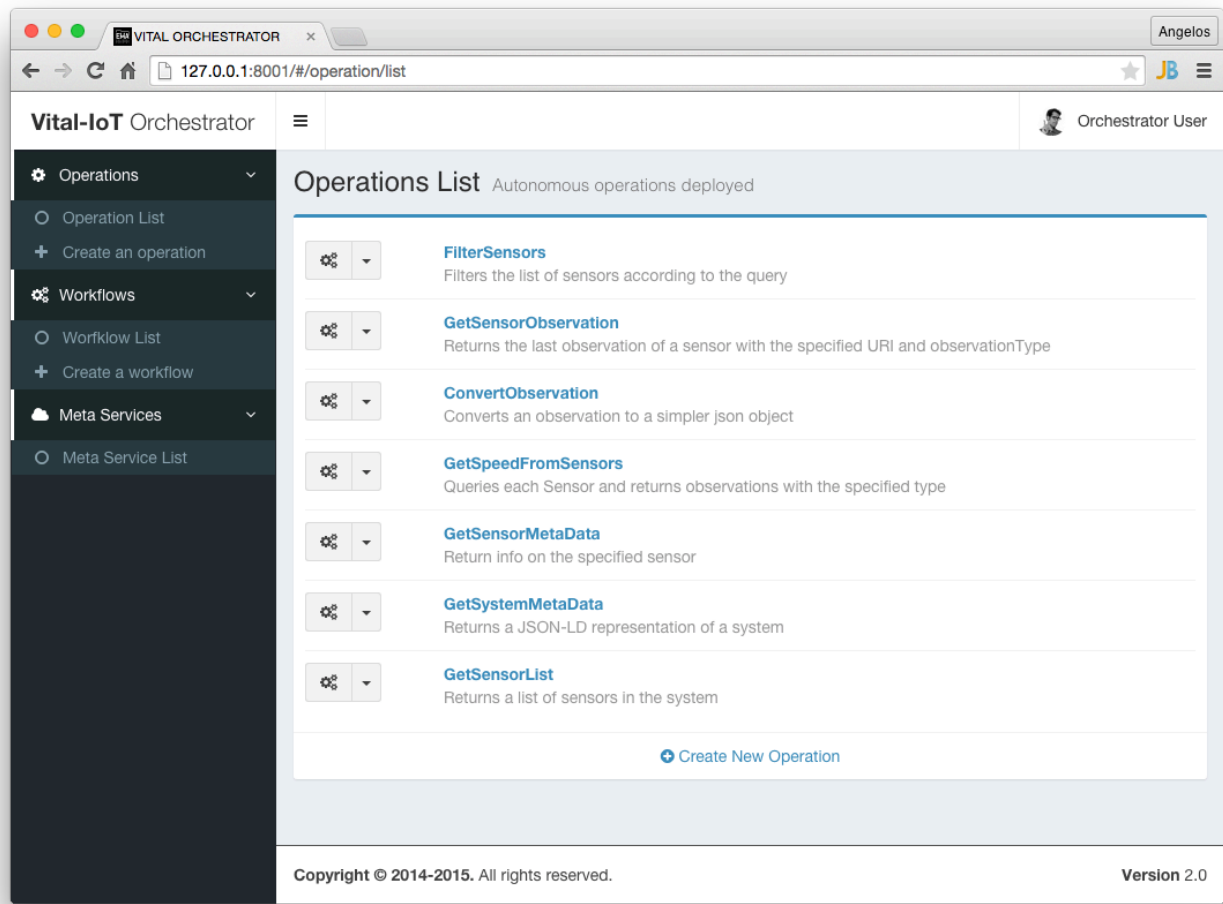 VITAL ORCHESTRATOR
Angelos
127.0.0.1:8001/#/operation/list
JB
Vital-IoT Orchestrator
Orchestrator User
Operations
Operation List
Create an operation
Workflows
Worfklow List
Create a workflow
Meta Services
Meta Service List
Operations List Autonomous operations deployed
FilterSensors
Filters the list of sensors according to the query
GetSensorObservation
Returns the last observation of a sensor with the specified URI and observationType
ConvertObservation
Converts an observation to a simpler json object
GetSpeedFromSensors
Queries each Sensor and returns observations with the specified type
GetSensorMetaData
Return info on the specified sensor
GetSystemMetaData
Returns a JSON-LD representation of a system
GetSensorList
Returns a list of sensors in the system
Create New Operation
Copyright © 2014-2015. All rights reserved.
Version 2.0